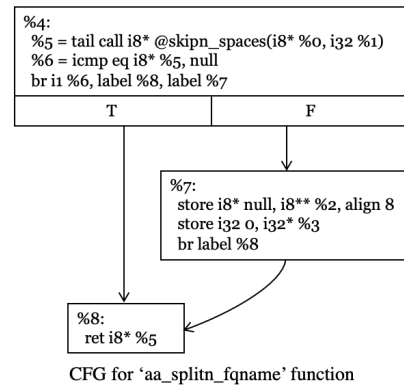 %4:
%5 = tail call i8* @skipn_spaces(i8* %0, i32 %1)
%6 = icmp eq i8* %5, null
br i1 %6, label %8, label %7
T
F
%7:
store i8* null, i8** %2, align 8
store i32 0, i32* %3
br label %8
%8:
ret i8* %5
CFG for ‘aa_splitn_fqname’ function